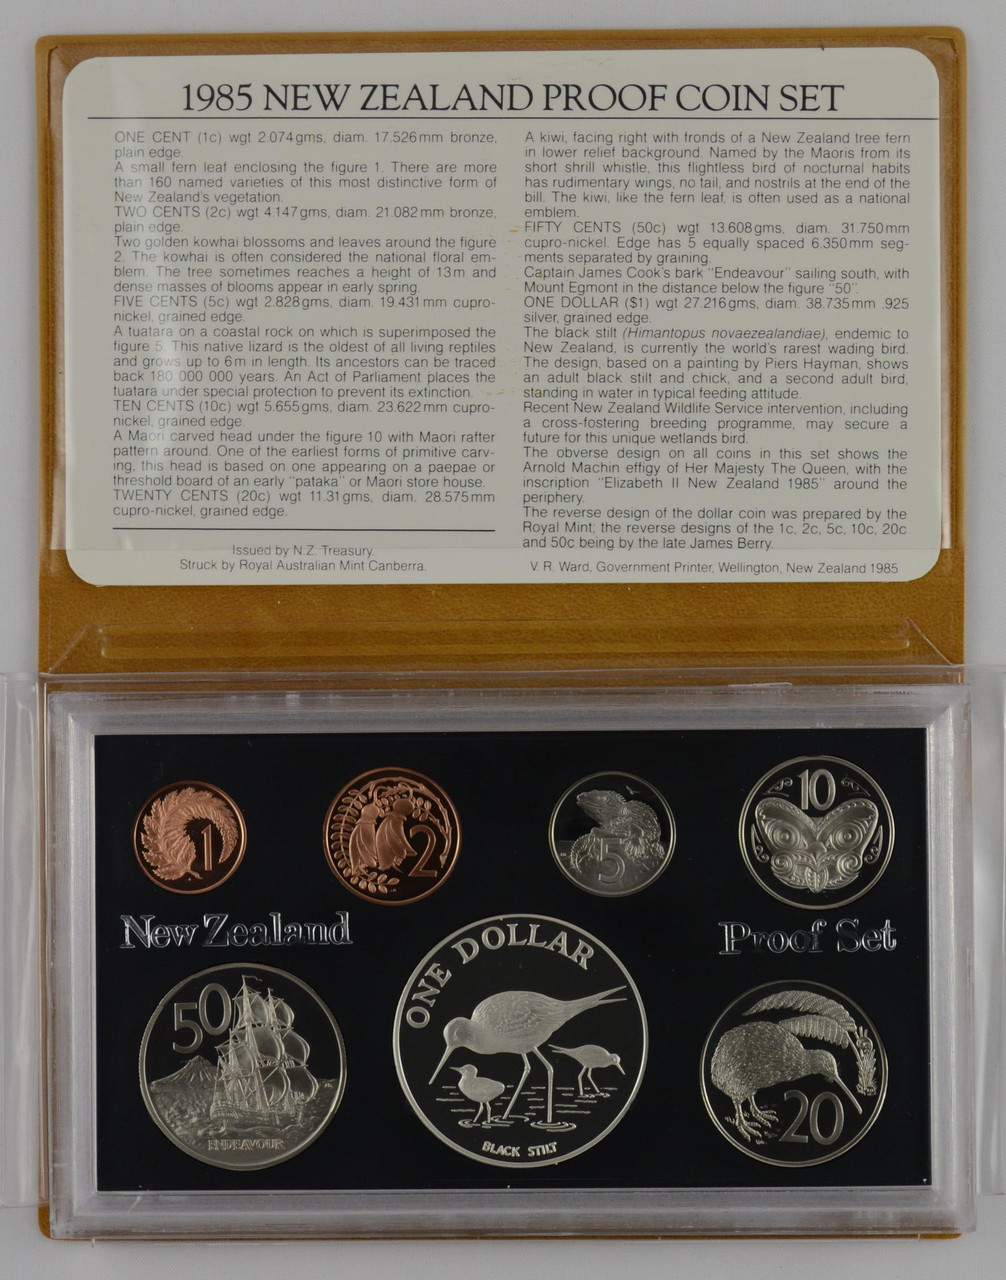 1985 NEW ZEALAND PROOF COIN SET
ONE CENT (1c) wgt 2.074gms, diam. 17.526mm bronze,
plain edge.
A small fern leaf enclosing the figure 1. There are more
than 160 named varieties of this most distinctive form of
New Zealand's vegetation.
TWO CENTS (2c) wgt 4.147gms, diam. 21.082mm bronze,
plain edge.
Two golden kowhai blossoms and leaves around the figure
2. The kowhai is often considered the national floral em-
blem. The tree sometimes reaches a height of 13m and
dense masses of blooms appear in early spring.
FIVE CENTS (5c) wgt 2.828gms, diam. 19.431mm cupro-
nickel, grained edge.
A tuatara on a coastal rock on which is superimposed the
figure 5. This native lizard is the oldest of all living reptiles
and grows up to 6m in length. Its ancestors can be traced
back 180 000 000 years. An Act of Parliament places the
tuatara under special protection to prevent its extinction.
TEN CENTS (10c) wgt 5.655gms, diam. 23.622mm cupro-
nickel, grained edge.
A Maori carved head under the figure 10 with Maori rafter
pattern around. One of the earliest forms of primitive carv-
ing, this head is based on one appearing on a paepae or
threshold board of an early "pataka" or Maori store house.
TWENTY CENTS (20c) wgt 11.31gms, diam. 28.575mm
cupro-nickel, grained edge.
Issued by N.Z. Treasury.
Struck by Royal Australian Mint Canberra.
A kiwi, facing right with fronds of a New Zealand tree fern
in lower relief background. Named by the Maoris from its
short shrill whistle, this flightless bird of nocturnal habits
has rudimentary wings, no tail, and nostrils at the end of the
bill. The kiwi, like the fern leaf, is often used as a national
emblem.
FIFTY CENTS (50c) wgt 13.608gms, diam. 31.750mm
cupro-nickel. Edge has 5 equally spaced 6.350mm seg-
ments separated by graining.
Captain James Cook's bark "Endeavour" sailing south, with
Mount Egmont in the distance below the figure "50".
ONE DOLLAR ($1) wgt 27.216gms, diam. 38.735mm .925
silver, grained edge.
The black stilt (Himantopus novaezealandiae), endemic to
New Zealand, is currently the world's rarest wading bird.
The design, based on a painting by Piers Hayman, shows
an adult black stilt and chick, and a second adult bird,
standing in water in typical feeding attitude.
Recent New Zealand Wildlife Service intervention, including
a cross-fostering breeding programme, may secure a
future for this unique wetlands bird.
The obverse design on all coins in this set shows the
Arnold Machin effigy of Her Majesty The Queen, with the
inscription "Elizabeth II New Zealand 1985" around the
periphery.
The reverse design of the dollar coin was prepared by the
Royal Mint; the reverse designs of the 1c, 2c, 5c, 10c, 20c
and 50c being by the late James Berry.
V. R. Ward, Government Printer, Wellington, New Zealand 1985
1
2
5
10
New Zealand
Proof Set
50
ENDEAVOUR
ONE DOLLAR
BLACK STILT
20